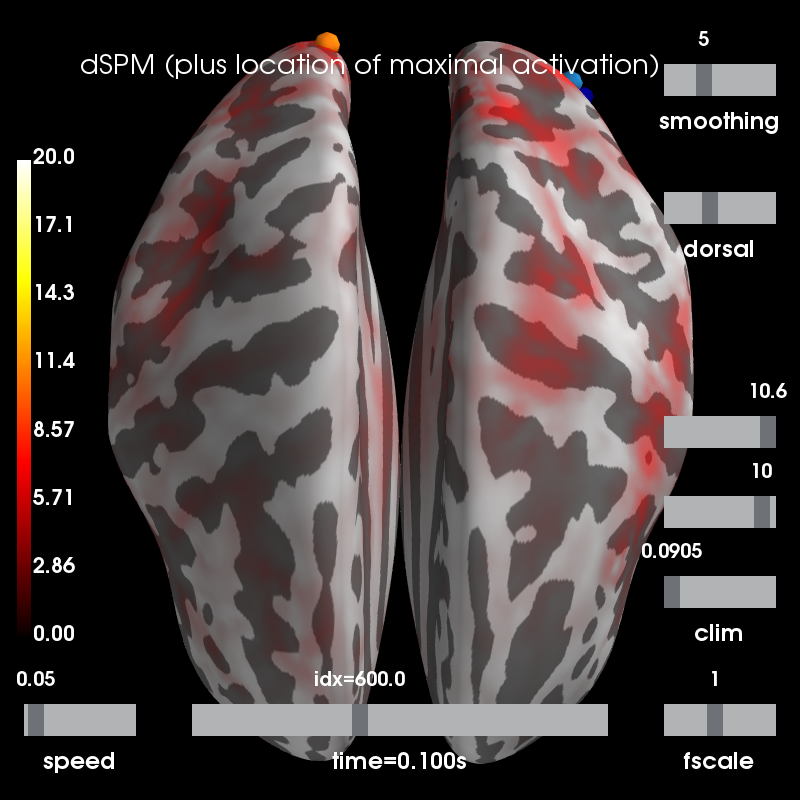 5
dSPM (plus location of maximal activation)
smoothing
20.0
17.1
14.3
11.4
8.57
5.71
2.86
0.00
dorsal
10.6
10
0.0905
clim
0.05
idx=600.0
1
speed
time=0.100s
fscale